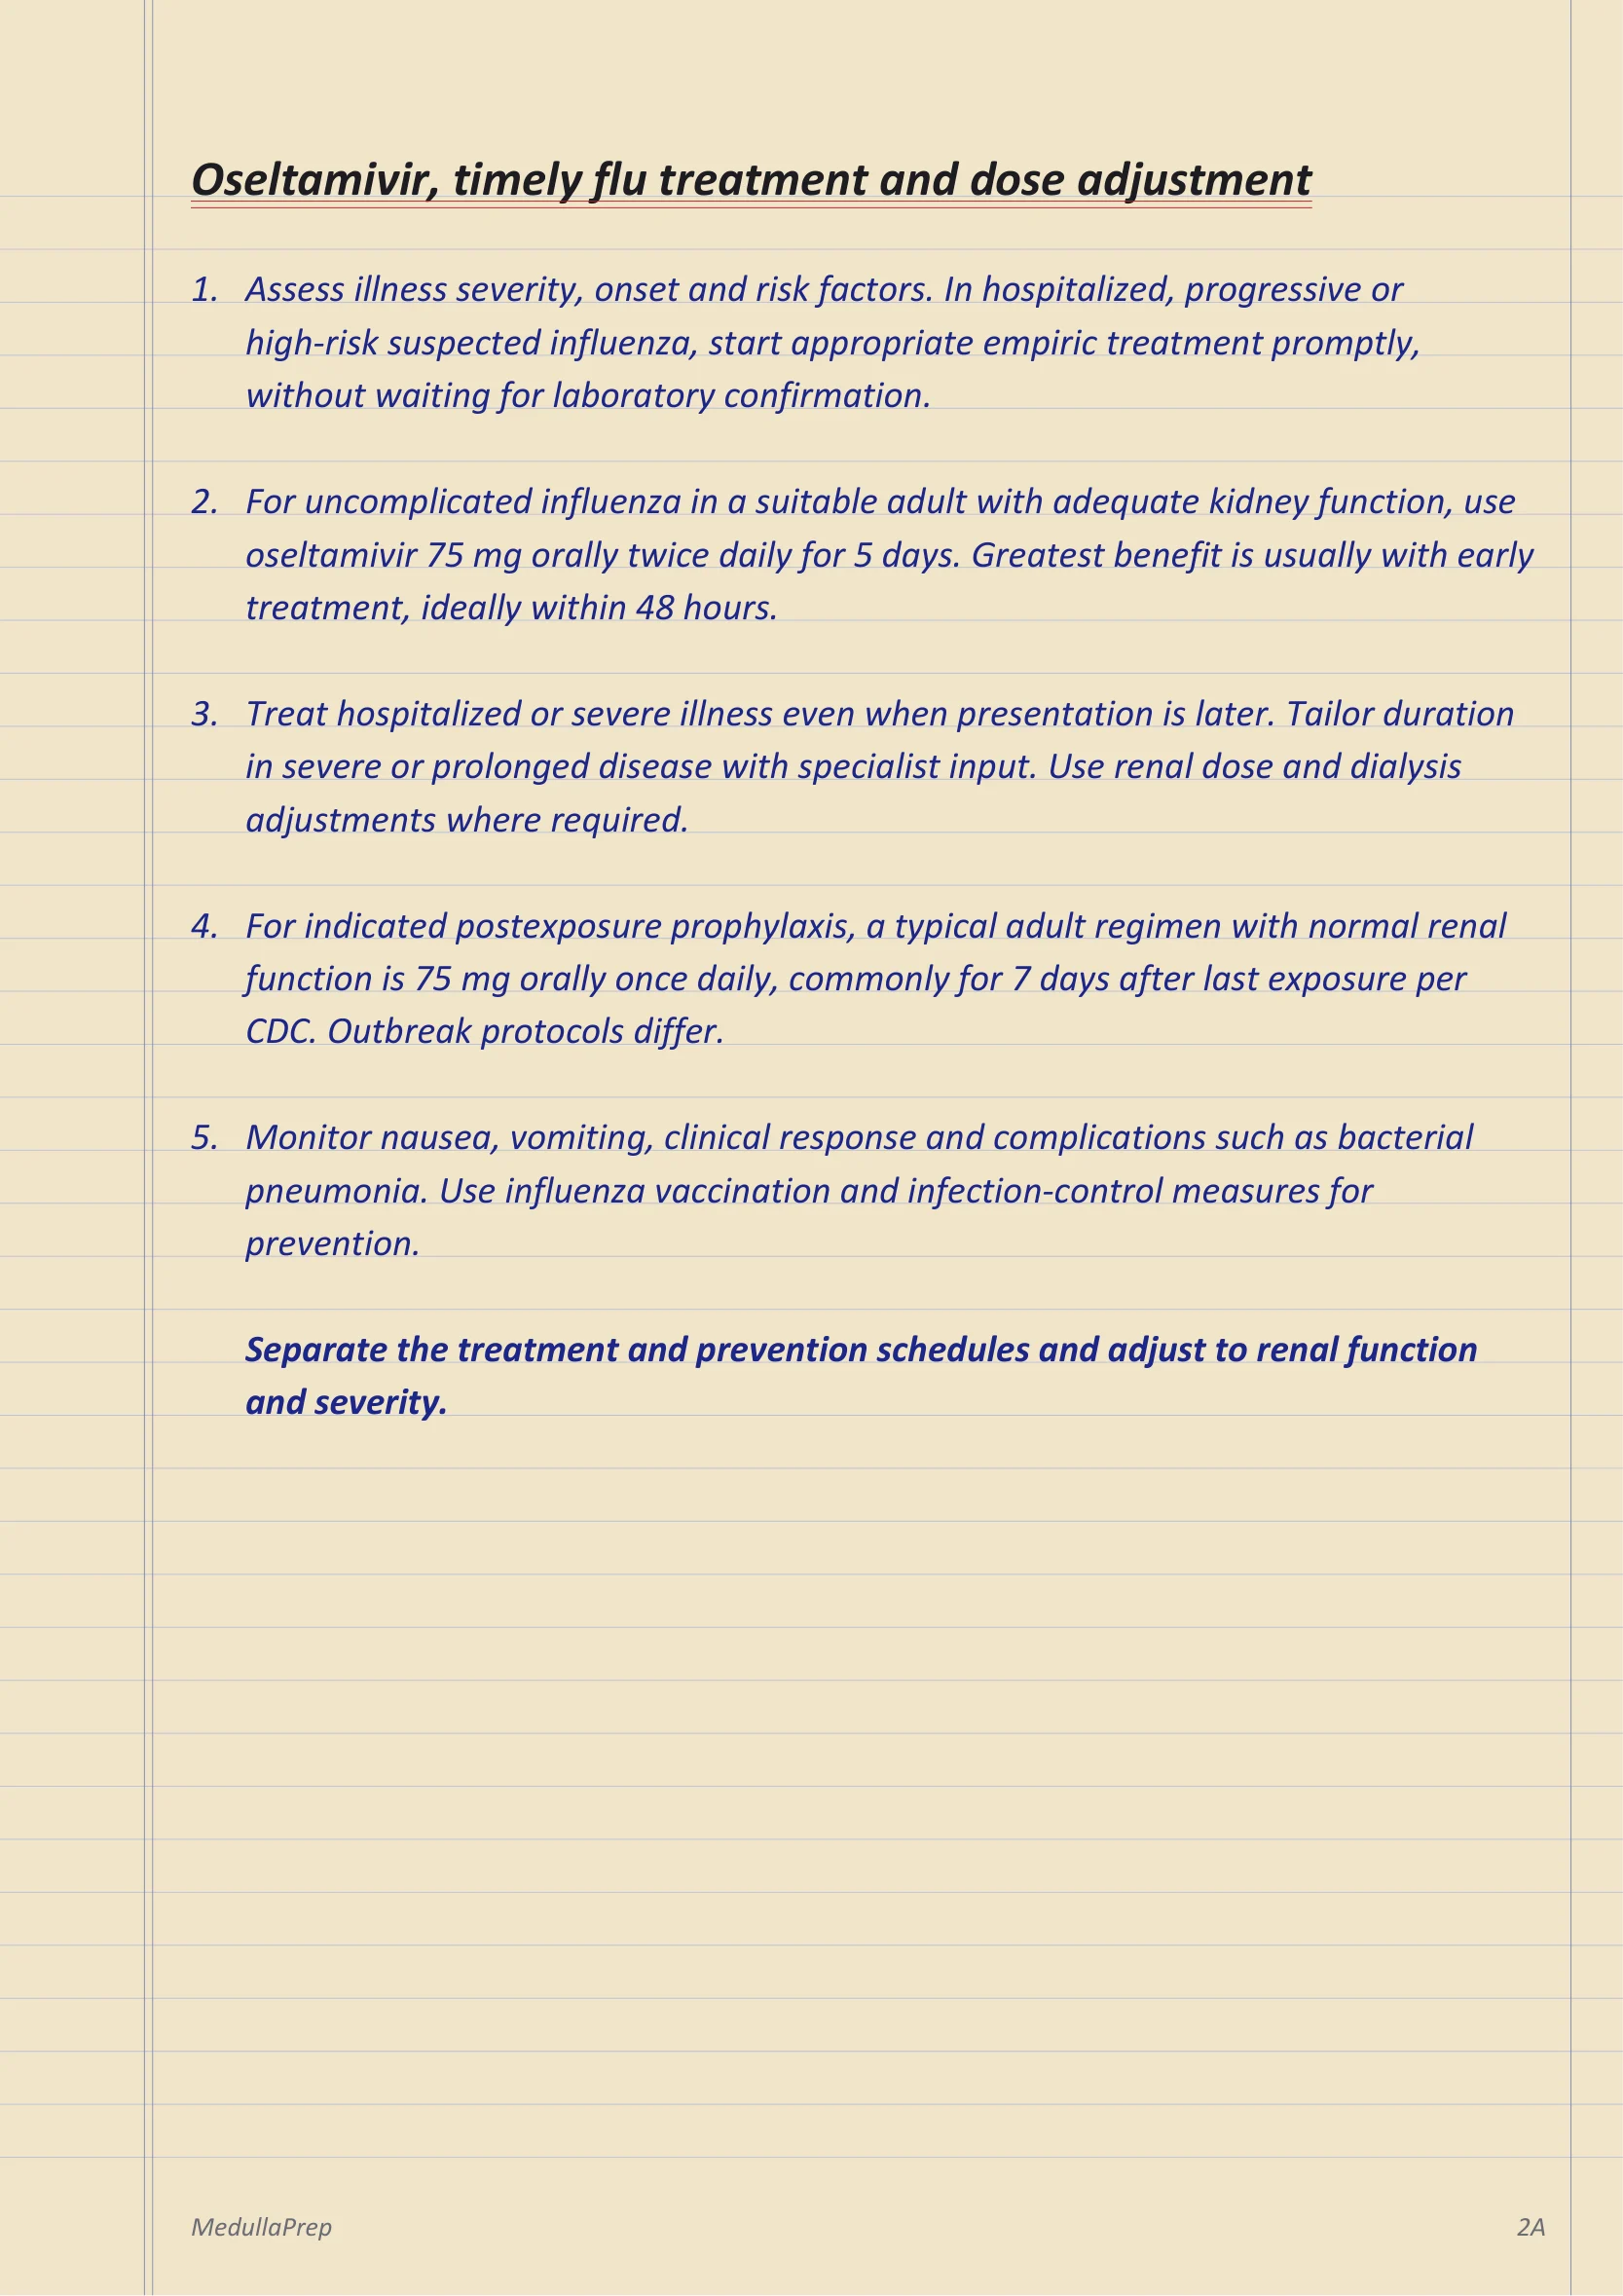 Oseltamivir, timely flu treatment and dose adjustment
1. Assess illness severity, onset and risk factors. In hospitalized, progressive or
high-risk suspected influenza, start appropriate empiric treatment promptly,
without waiting for laboratory confirmation.
2. For uncomplicated influenza in a suitable adult with adequate kidney function, use
oseltamivir 75 mg orally twice daily for 5 days. Greatest benefit is usually with early
treatment, ideally within 48 hours.
3. Treat hospitalized or severe illness even when presentation is later. Tailor duration
in severe or prolonged disease with specialist input. Use renal dose and dialysis
adjustments where required.
4. For indicated postexposure prophylaxis, a typical adult regimen with normal renal
function is 75 mg orally once daily, commonly for 7 days after last exposure per
CDC. Outbreak protocols differ.
5. Monitor nausea, vomiting, clinical response and complications such as bacterial
pneumonia. Use influenza vaccination and infection-control measures for
prevention.
Separate the treatment and prevention schedules and adjust to renal function
and severity.
MedullaPrep
2A